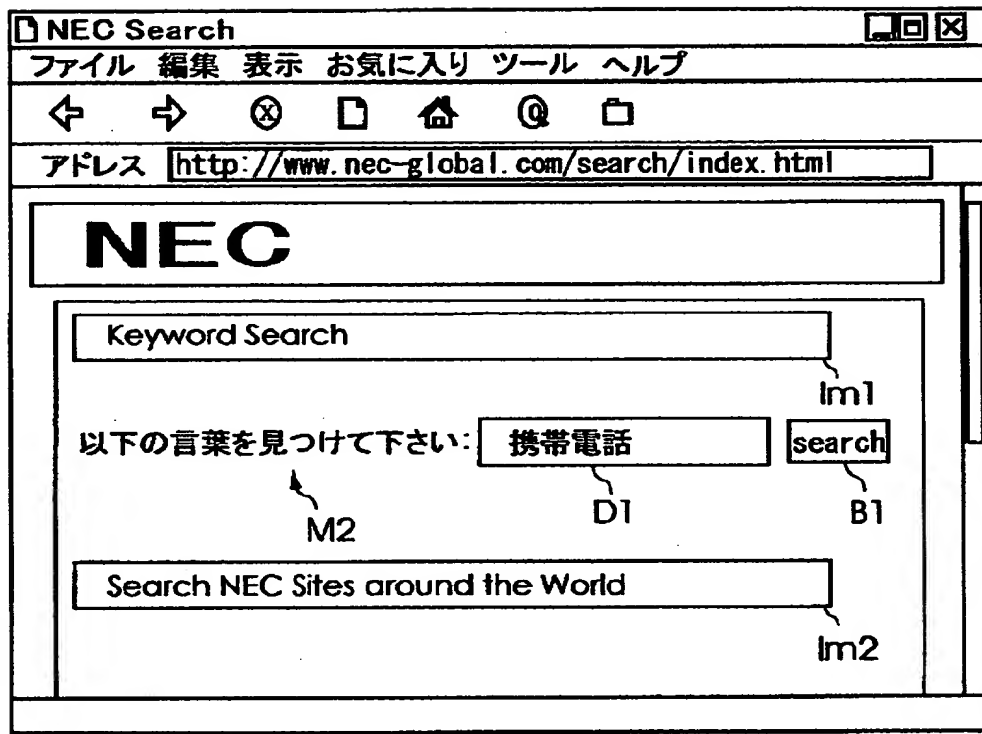 NEC Search
ファイル 編集 表示 お気に入り ツール ヘルプ
アドレス http://www.nec-global.com/search/index.html
NEC
Keyword Search
Im1
以下の言葉を見つけて下さい: 携帯電話 search
M2 D1 B1
Search NEC Sites around the World
Im2